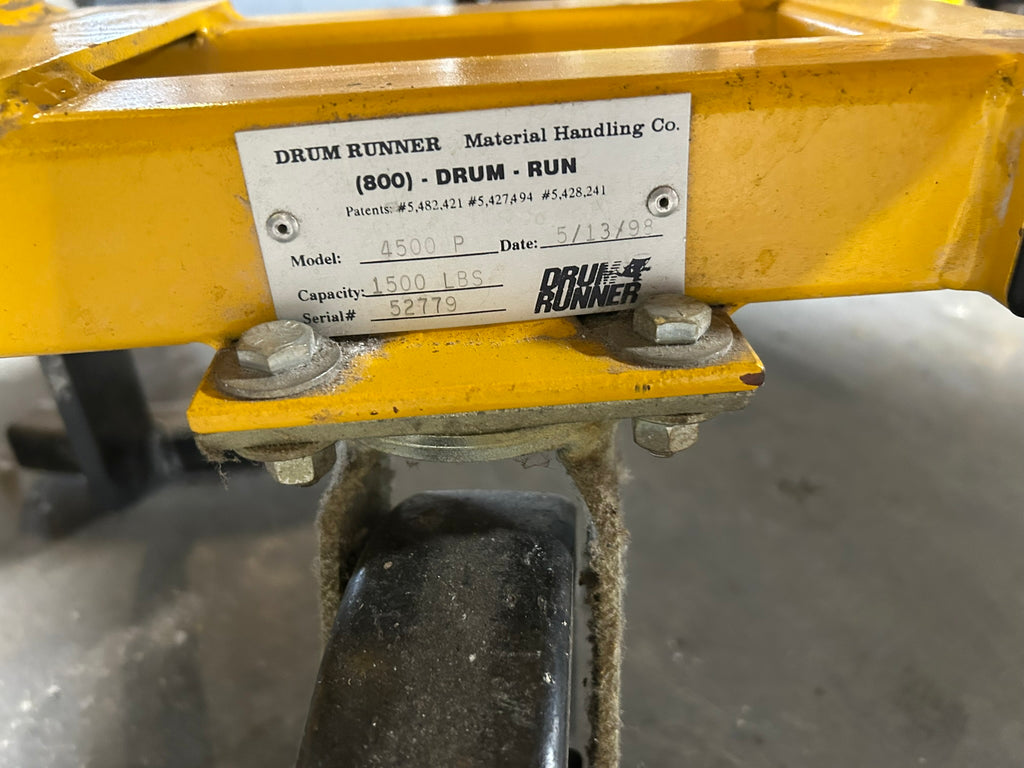 DRUM RUNNER Material Handling Co.
(800) - DRUM - RUN
Patents: #5,482,421 #5,427,494 #5,428,241
Model: 4500 P Date: 5/13/98
Capacity: 1500 LBS
Serial# 52779
DRUM
RUNNER